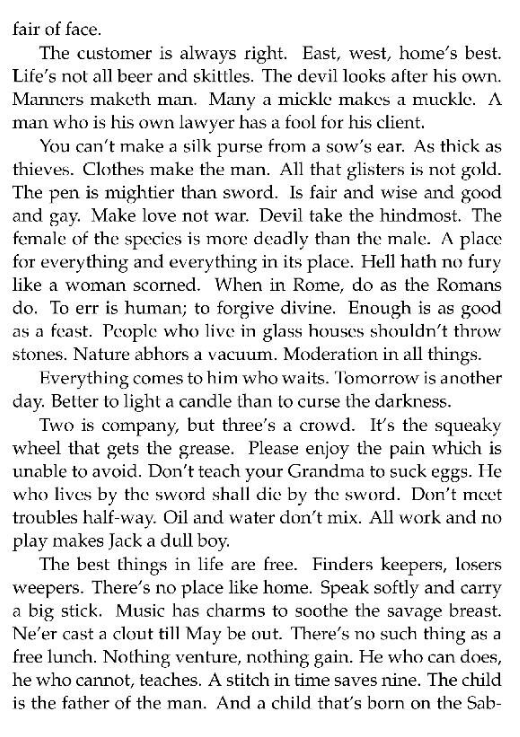 fair of face.
The customer is always right. East, west, home's best.
Life's not all beer and skittles. The devil looks after his own.
Manners maketh man. Many a mickle makes a muckle. A
man who is his own lawyer has a fool for his client.
You can't make a silk purse from a sow's ear. As thick as
thieves. Clothes make the man. All that glisters is not gold.
The pen is mightier than sword. Is fair and wise and good
and gay. Make love not war. Devil take the hindmost. The
female of the species is more deadly than the male. A place
for everything and everything in its place. Hell hath no fury
like a woman scorned. When in Rome, do as the Romans
do. To err is human; to forgive divine. Enough is as good
as a feast. People who live in glass houses shouldn't throw
stones. Nature abhors a vacuum. Moderation in all things.
Everything comes to him who waits. Tomorrow is another
day. Better to light a candle than to curse the darkness.
Two is company, but three's a crowd. It's the squeaky
wheel that gets the grease. Please enjoy the pain which is
unable to avoid. Don't teach your Grandma to suck eggs. He
who lives by the sword shall die by the sword. Don't meet
troubles half-way. Oil and water don't mix. All work and no
play makes Jack a dull boy.
The best things in life are free. Finders keepers, losers
weepers. There's no place like home. Speak softly and carry
a big stick. Music has charms to soothe the savage breast.
Ne'er cast a clout till May be out. There's no such thing as a
free lunch. Nothing venture, nothing gain. He who can does,
he who cannot, teaches. A stitch in time saves nine. The child
is the father of the man. And a child that's born on the Sab-